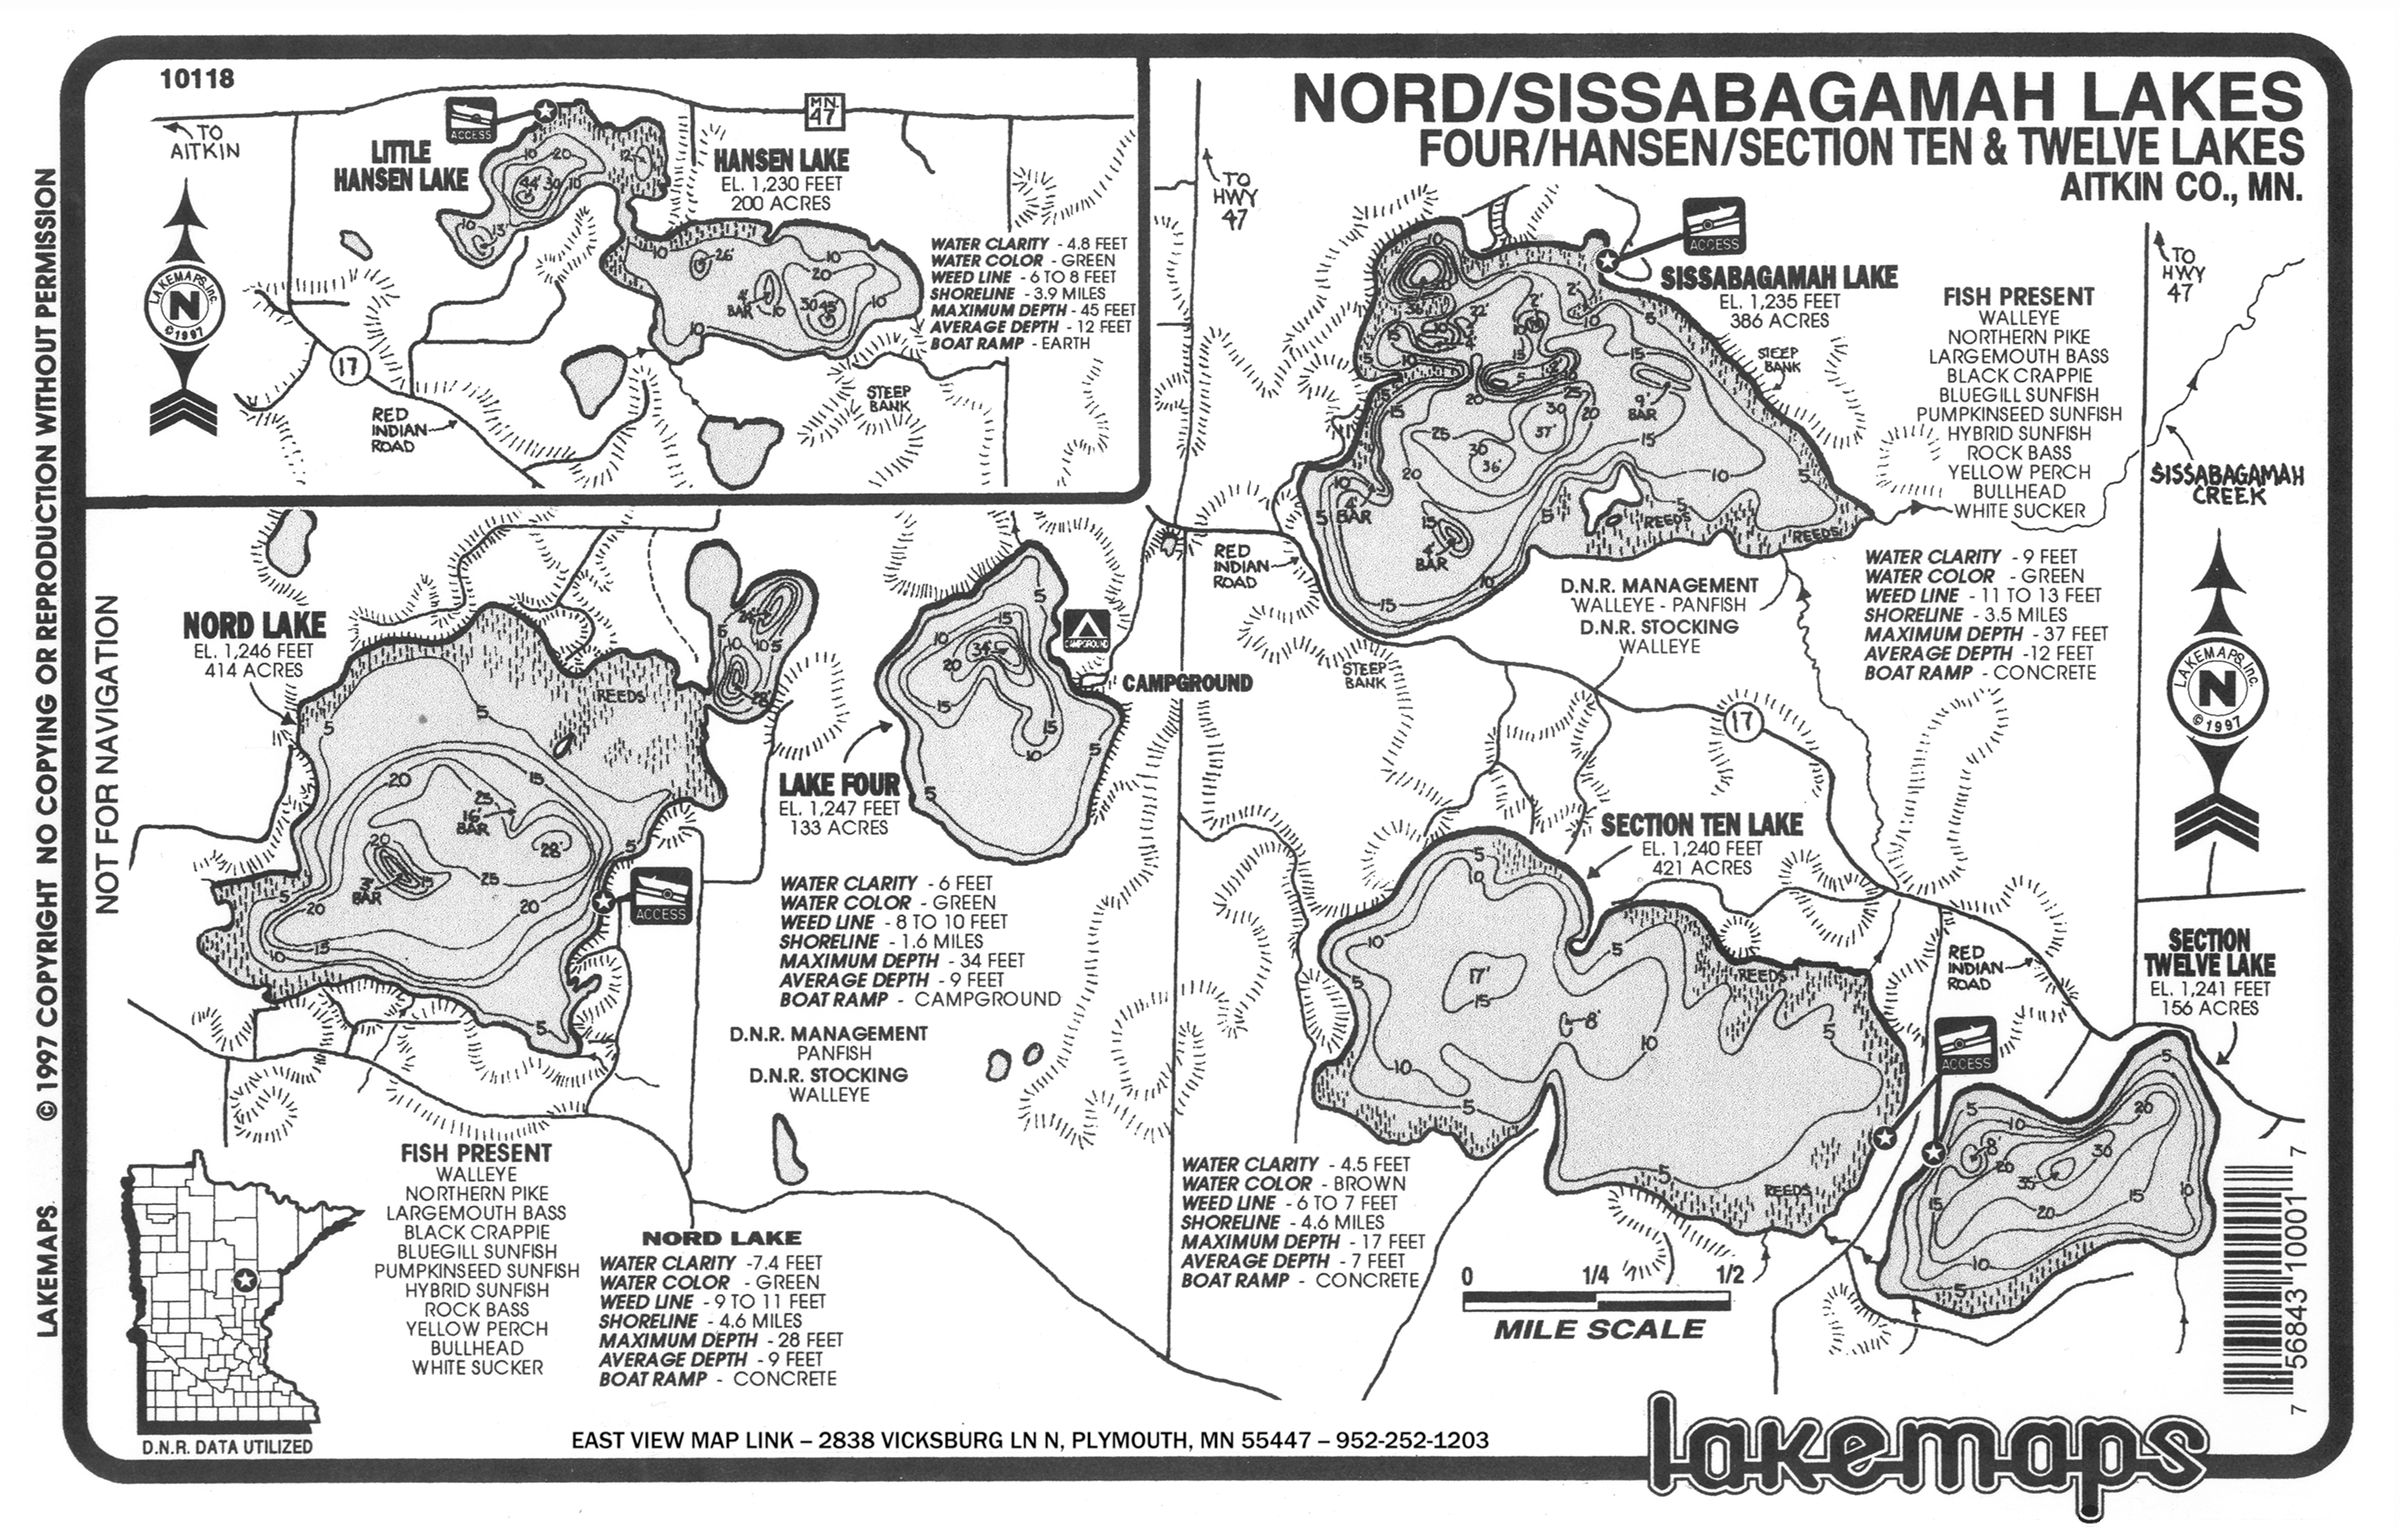 10118
NORD/SISSABAGAMAH LAKES
FOUR/HANSEN/SECTION TEN & TWELVE LAKES
AITKIN CO., MN.
TO
AITKIN
LITTLE
HANSEN LAKE
ACCESS
MN.
47
HANSEN LAKE
EL. 1,230 FEET
200 ACRES
WATER CLARITY - 4.8 FEET
WATER COLOR - GREEN
WEED LINE - 6 TO 8 FEET
SHORELINE - 3.9 MILES
MAXIMUM DEPTH - 45 FEET
AVERAGE DEPTH - 12 FEET
BOAT RAMP - EARTH
LAKEMAPS, Inc.
N
©1997
17
RED
INDIAN
ROAD
STEEP
BANK
4'
BAR
TO
HWY
47
ACCESS
SISSABAGAMAH LAKE
EL. 1,235 FEET
386 ACRES
STEEP
BANK
9'
BAR
4'
BAR
4'
BAR
REEDS
REEDS
FISH PRESENT
WALLEYE
NORTHERN PIKE
LARGEMOUTH BASS
BLACK CRAPPIE
BLUEGILL SUNFISH
PUMPKINSEED SUNFISH
HYBRID SUNFISH
ROCK BASS
YELLOW PERCH
BULLHEAD
WHITE SUCKER
TO
HWY
47
SISSABAGAMAH
CREEK
RED
INDIAN
ROAD
D.N.R. MANAGEMENT
WALLEYE - PANFISH
D.N.R. STOCKING
WALLEYE
WATER CLARITY - 9 FEET
WATER COLOR - GREEN
WEED LINE - 11 TO 13 FEET
SHORELINE - 3.5 MILES
MAXIMUM DEPTH - 37 FEET
AVERAGE DEPTH -12 FEET
BOAT RAMP - CONCRETE
STEEP
BANK
17
LAKEMAPS, Inc.
N
©1997
NORD LAKE
EL. 1,246 FEET
414 ACRES
REEDS
16'
BAR
3'
BAR
28'
ACCESS
CAMPGROUND
CAMPGROUND
LAKE FOUR
EL. 1,247 FEET
133 ACRES
WATER CLARITY - 6 FEET
WATER COLOR - GREEN
WEED LINE - 8 TO 10 FEET
SHORELINE - 1.6 MILES
MAXIMUM DEPTH - 34 FEET
AVERAGE DEPTH - 9 FEET
BOAT RAMP - CAMPGROUND
D.N.R. MANAGEMENT
PANFISH
D.N.R. STOCKING
WALLEYE
SECTION TEN LAKE
EL. 1,240 FEET
421 ACRES
17'
15
8'
REEDS
REEDS
RED
INDIAN
ROAD
ACCESS
SECTION
TWELVE LAKE
EL. 1,241 FEET
156 ACRES
WATER CLARITY - 4.5 FEET
WATER COLOR - BROWN
WEED LINE - 6 TO 7 FEET
SHORELINE - 4.6 MILES
MAXIMUM DEPTH - 17 FEET
AVERAGE DEPTH - 7 FEET
BOAT RAMP - CONCRETE
0 1/4 1/2
MILE SCALE
FISH PRESENT
WALLEYE
NORTHERN PIKE
LARGEMOUTH BASS
BLACK CRAPPIE
BLUEGILL SUNFISH
PUMPKINSEED SUNFISH
HYBRID SUNFISH
ROCK BASS
YELLOW PERCH
BULLHEAD
WHITE SUCKER
NORD LAKE
WATER CLARITY -7.4 FEET
WATER COLOR - GREEN
WEED LINE - 9 TO 11 FEET
SHORELINE - 4.6 MILES
MAXIMUM DEPTH - 28 FEET
AVERAGE DEPTH - 9 FEET
BOAT RAMP - CONCRETE
D.N.R. DATA UTILIZED
EAST VIEW MAP LINK – 2838 VICKSBURG LN N, PLYMOUTH, MN 55447 – 952-252-1203
lakemaps
7 56843 10001 7
NOT FOR NAVIGATION
LAKEMAPS © 1997 COPYRIGHT NO COPYING OR REPRODUCTION WITHOUT PERMISSION